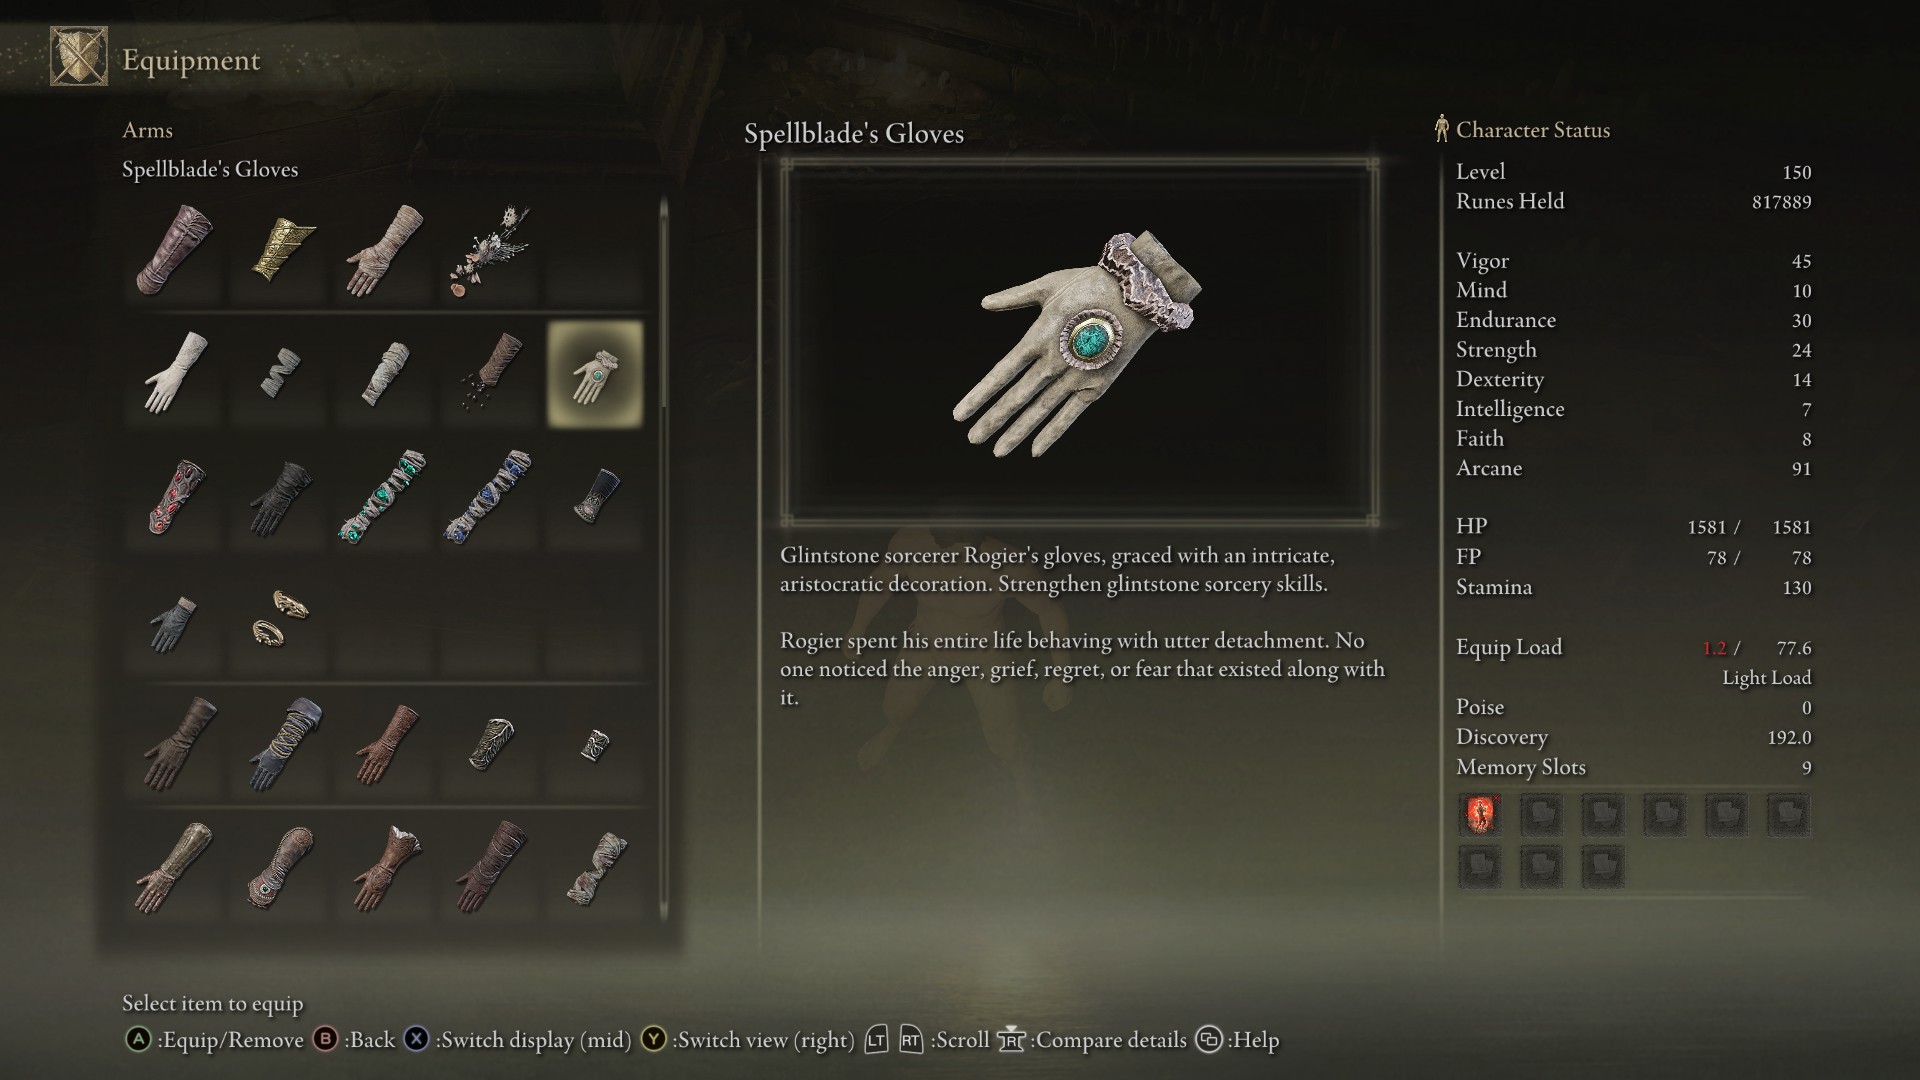 Equipment
Arms
Spellblade's Gloves
Spellblade's Gloves
Glintstone sorcerer Rogier's gloves, graced with an intricate,
aristocratic decoration. Strengthen glintstone sorcery skills.
Rogier spent his entire life behaving with utter detachment. No
one noticed the anger, grief, regret, or fear that existed along with
it.
Character Status
Level 150
Runes Held 817889
Vigor 45
Mind 10
Endurance 30
Strength 24
Dexterity 14
Intelligence 7
Faith 8
Arcane 91
HP 1581 / 1581
FP 78 / 78
Stamina 130
Equip Load 1.2 / 77.6
Light Load
Poise 0
Discovery 192.0
Memory Slots 9
Select item to equip
A :Equip/Remove B :Back X :Switch display (mid) Y :Switch view (right) LT RT :Scroll R :Compare details :Help